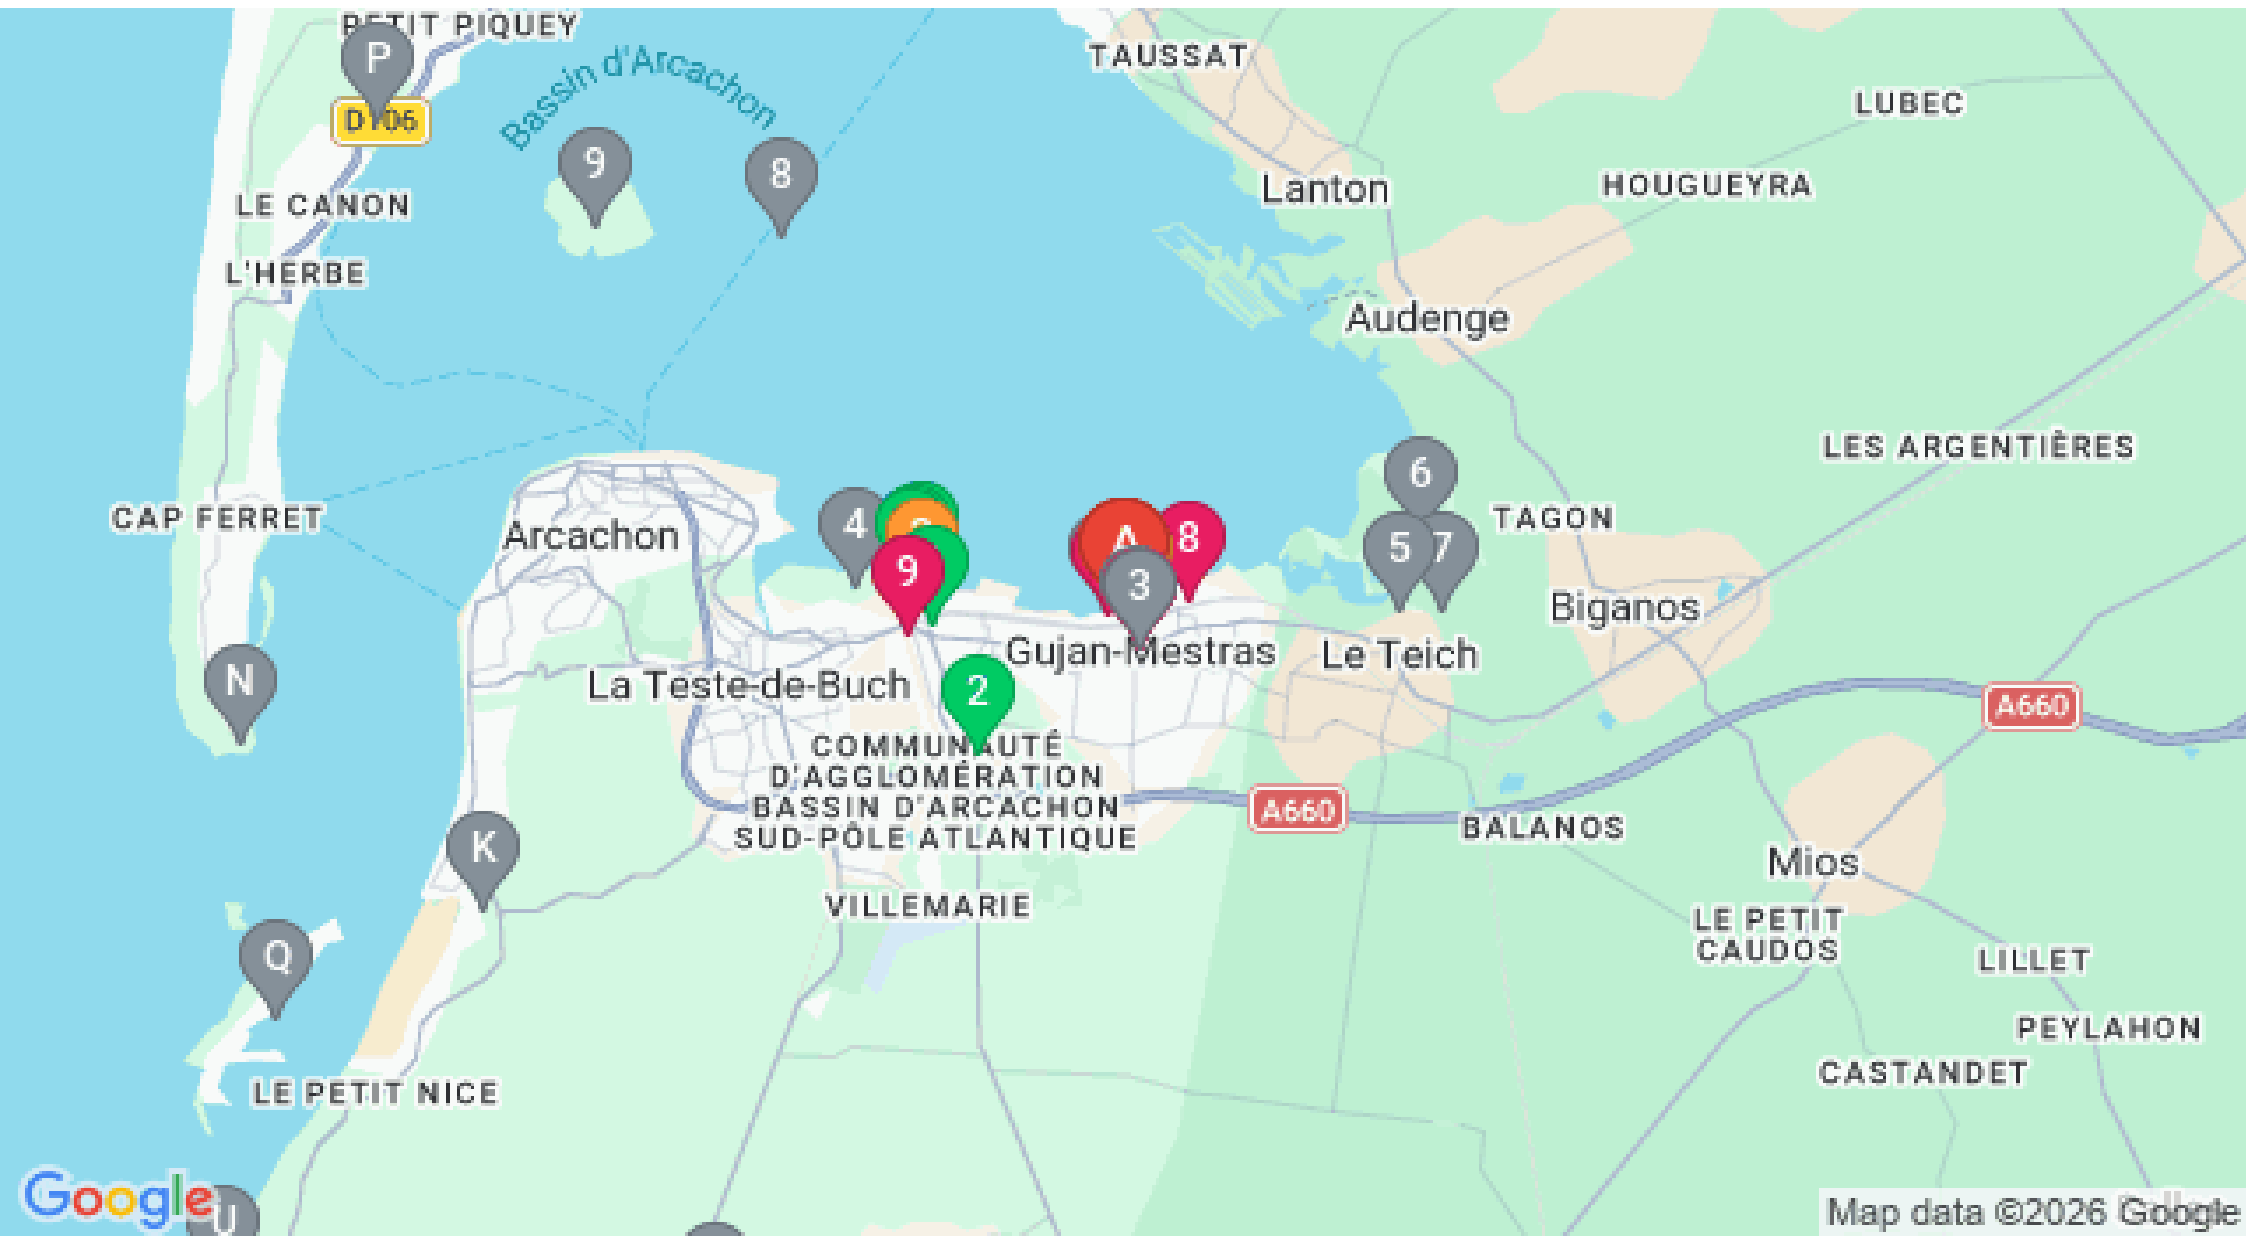 PETIT PIQUEY
P
D106
Bassin d'Arcachon
TAUSSAT
LUBEC
9
8
LE CANON
Lanton
HOUGUEYRA
L'HERBE
Audenge
LES ARGENTIÈRES
CAP FERRET
Arcachon
4
A
8
6
5
7
TAGON
9
3
Biganos
Gujan-Mestras
Le Teich
N
La Teste-de-Buch
2
A660
COMMUNAUTÉ
D'AGGLOMÉRATION
BASSIN D'ARCACHON
SUD-PÔLE ATLANTIQUE
A660
BALANOS
K
Mios
VILLEMARIE
LE PETIT
CAUDOS
Q
LILLET
PEYLAHON
CASTANDET
LE PETIT NICE
Google
U
Map data ©2026 Google